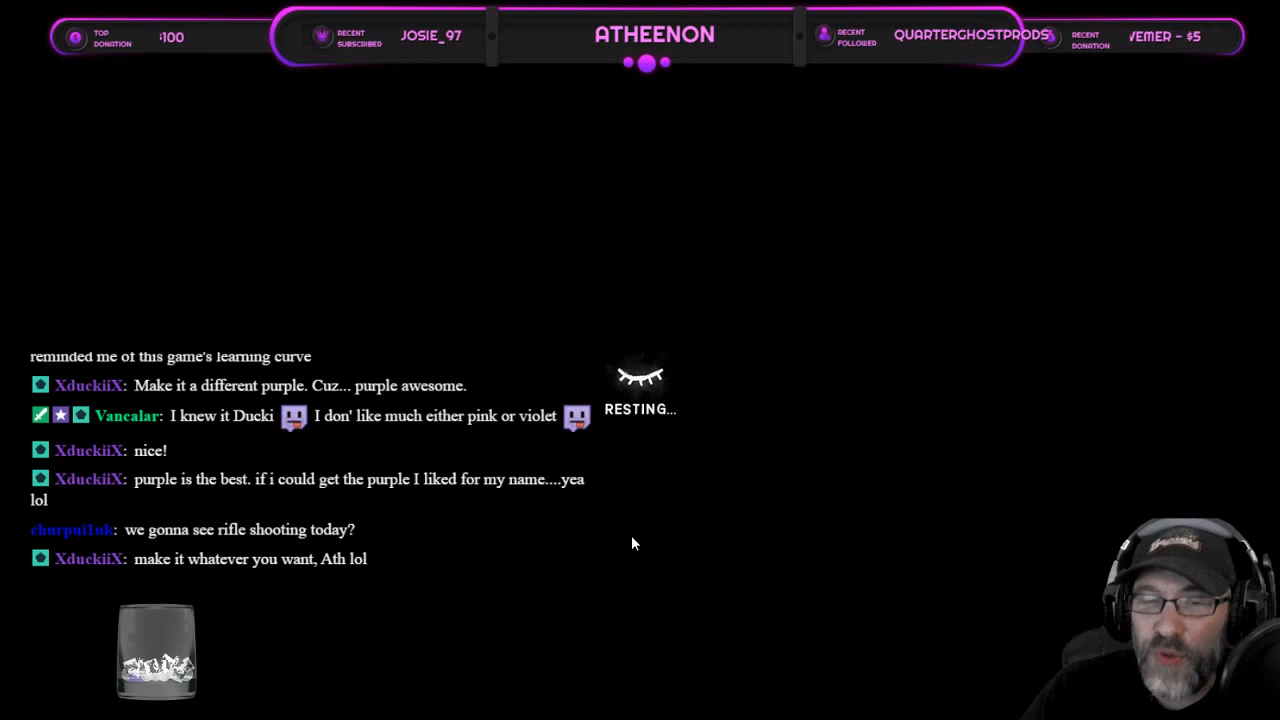 TOP
DONATION
$100
RECENT
SUBSCRIBER
JOSIE_97
ATHEENON
RECENT
FOLLOWER
QUARTERGHOSTPRODS
RECENT
DONATION
VEMER - $5
reminded me of this game's learning curve
XduckiiX: Make it a different purple. Cuz... purple awesome.
Vancalar: I knew it Ducki I don' like much either pink or violet
XduckiiX: nice!
XduckiiX: purple is the best. if i could get the purple I liked for my name....yea
lol
churpui1uk: we gonna see rifle shooting today?
XduckiiX: make it whatever you want, Ath lol
RESTING...